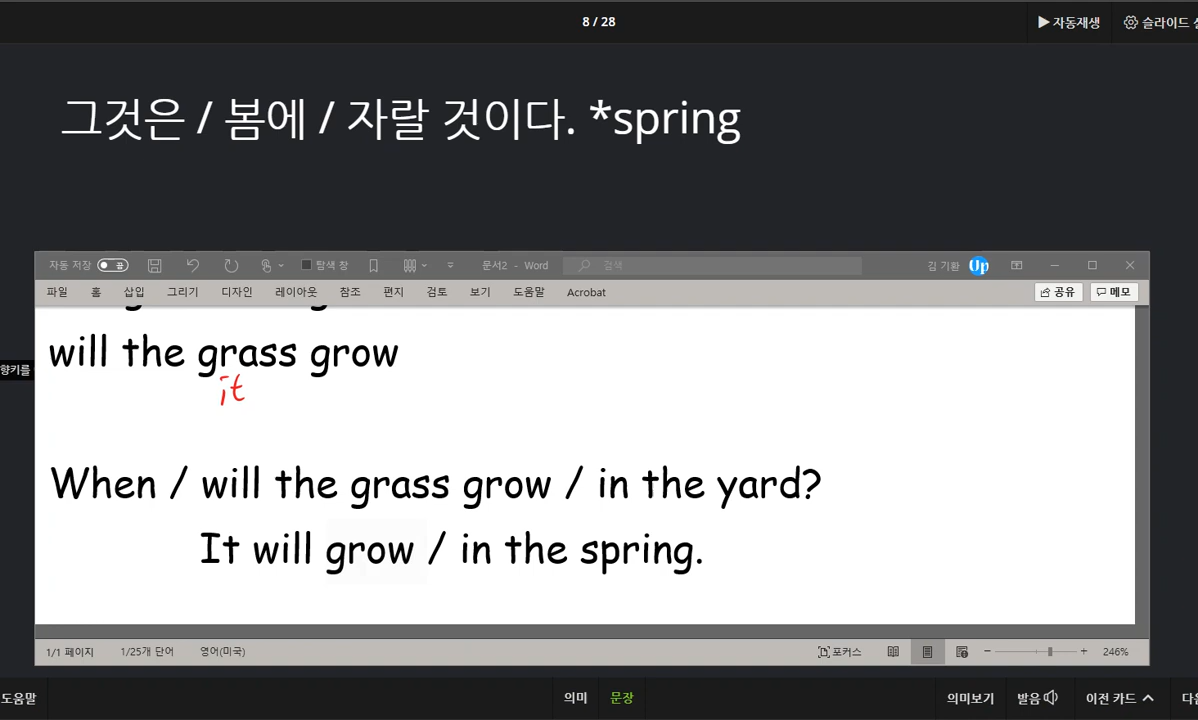 8 / 28
▶자동재생
슬라이드
그것은 / 봄에 / 자랄 것이다. *spring
자동 저장 끔 탐색 창 문서2 - Word 검색 김 기환 Up
파일 홈 삽입 그리기 디자인 레이아웃 참조 편지 검토 보기 도움말 Acrobat 공유 메모
will the grass grow
향키를
it
When / will the grass grow / in the yard?
It will grow / in the spring.
1/1 페이지 1/25개 단어 영어(미국) 포커스 246%
도움말 의미 문장 의미보기 발음 이전 카드